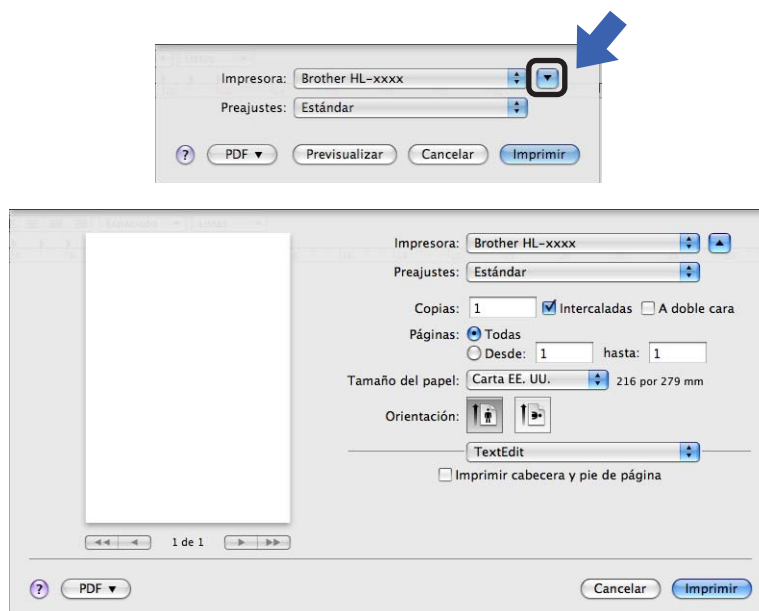 Impresora: Brother HL-xxxx
Preajustes: Estándar
? PDF ▼ Previsualizar Cancelar Imprimir
Impresora: Brother HL-xxxx
Preajustes: Estándar
Copias: 1 Intercaladas A doble cara
Páginas: Todas
Desde: 1 hasta: 1
Tamaño del papel: Carta EE. UU. 216 por 279 mm
Orientación:
TextEdit
Imprimir cabecera y pie de página
1 de 1
? PDF ▼ Cancelar Imprimir